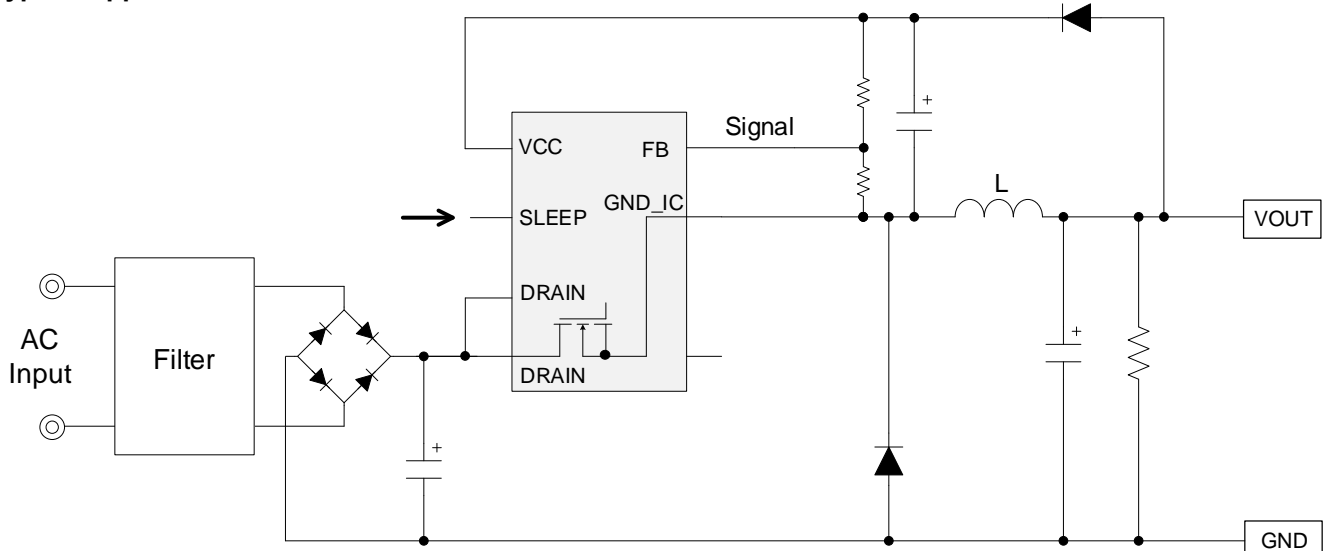 VCC
FB
Signal
SLEEP
GND_IC
L
VOUT
DRAIN
AC
Input
Filter
DRAIN
GND